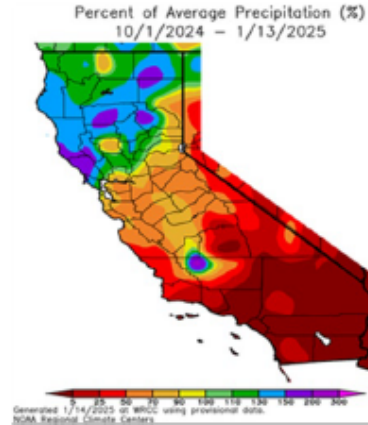 Percent of Average Precipitation (%)
10/1/2024 – 1/13/2025
5 25 50 70 90 100 110 130 150 200 300
Generated 1/14/2025 at WRCC using provisional data.
NOAA Regional Climate Centers